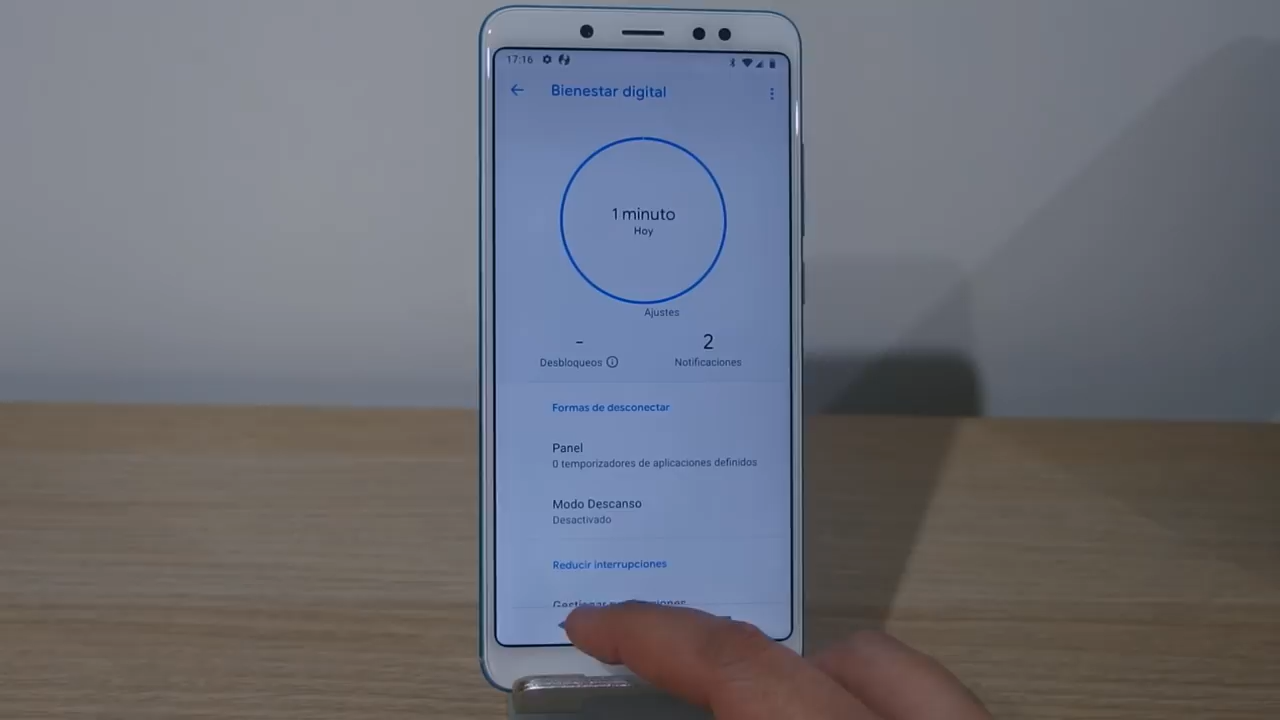 17:16
Bienestar digital
1 minuto
Hoy
Ajustes
-
2
Desbloqueos
Notificaciones
Formas de desconectar
Panel
0 temporizadores de aplicaciones definidos
Modo Descanso
Desactivado
Reducir interrupciones
Gestionar